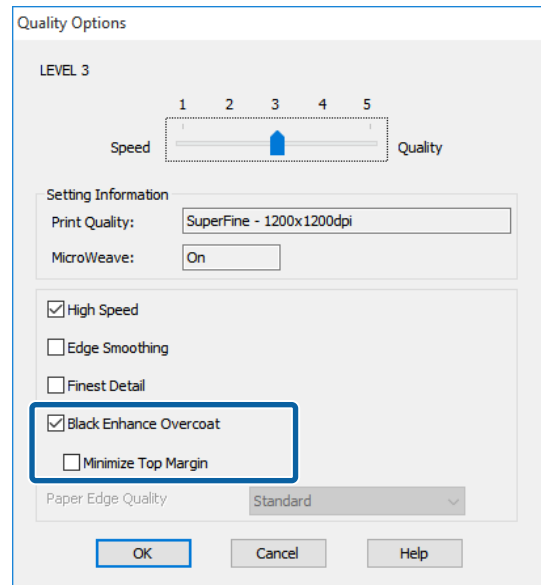 Quality Options
LEVEL 3
1 2 3 4 5
Speed Quality
Setting Information
Print Quality: SuperFine - 1200x1200dpi
MicroWeave: On
High Speed
Edge Smoothing
Finest Detail
Black Enhance Overcoat
Minimize Top Margin
Paper Edge Quality Standard
OK Cancel Help